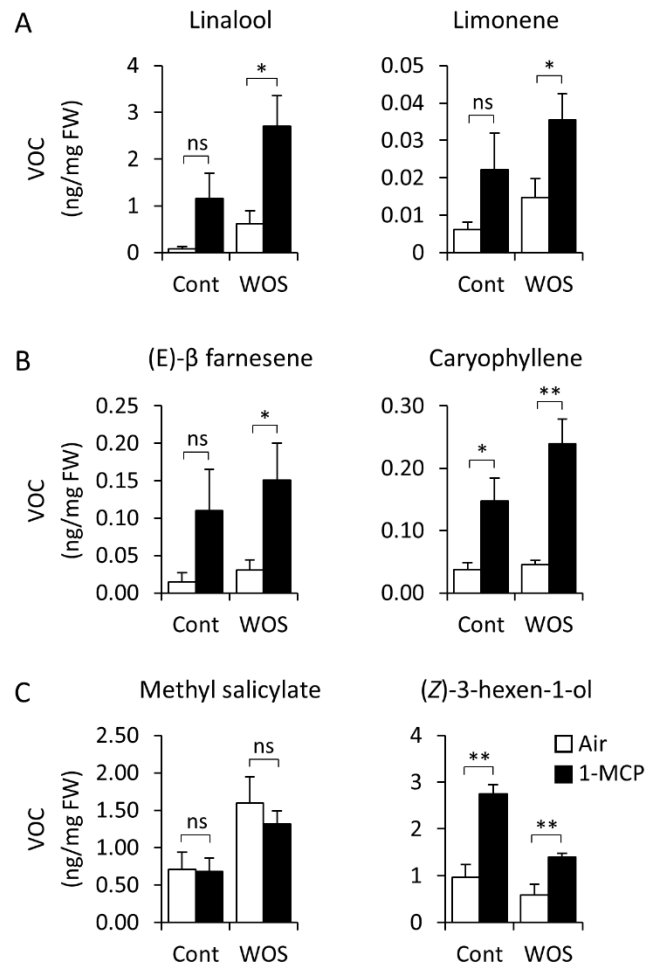 A
Linalool
Limonene
VOC
(ng/mg FW)
4
3
2
1
0
ns
*
Cont
WOS
0.05
0.04
0.03
0.02
0.01
0
ns
*
Cont
WOS
B
(E)-β farnesene
Caryophyllene
VOC
(ng/mg FW)
0.25
0.20
0.15
0.10
0.05
0.00
ns
*
Cont
WOS
0.30
0.20
0.10
0.00
*
**
Cont
WOS
C
Methyl salicylate
(Z)-3-hexen-1-ol
VOC
(ng/mg FW)
2.50
2.00
1.50
1.00
0.50
0.00
ns
ns
Cont
WOS
4
3
2
1
0
**
**
Air
1-MCP
Cont
WOS